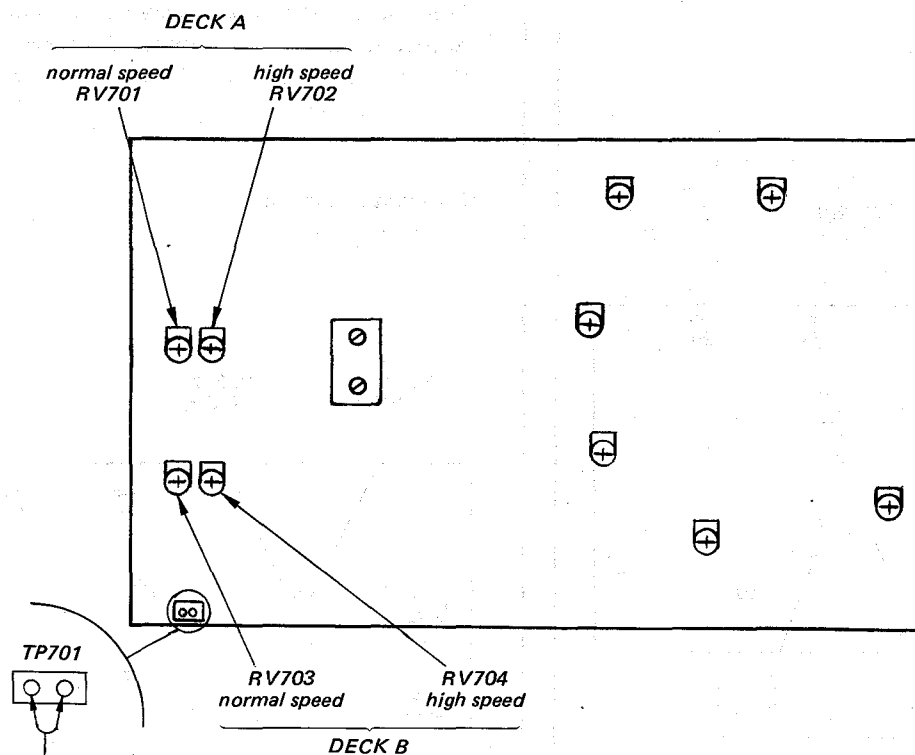 DECK A
normal speed
RV701
high speed
RV702
TP701
RV703
normal speed
RV704
high speed
DECK B